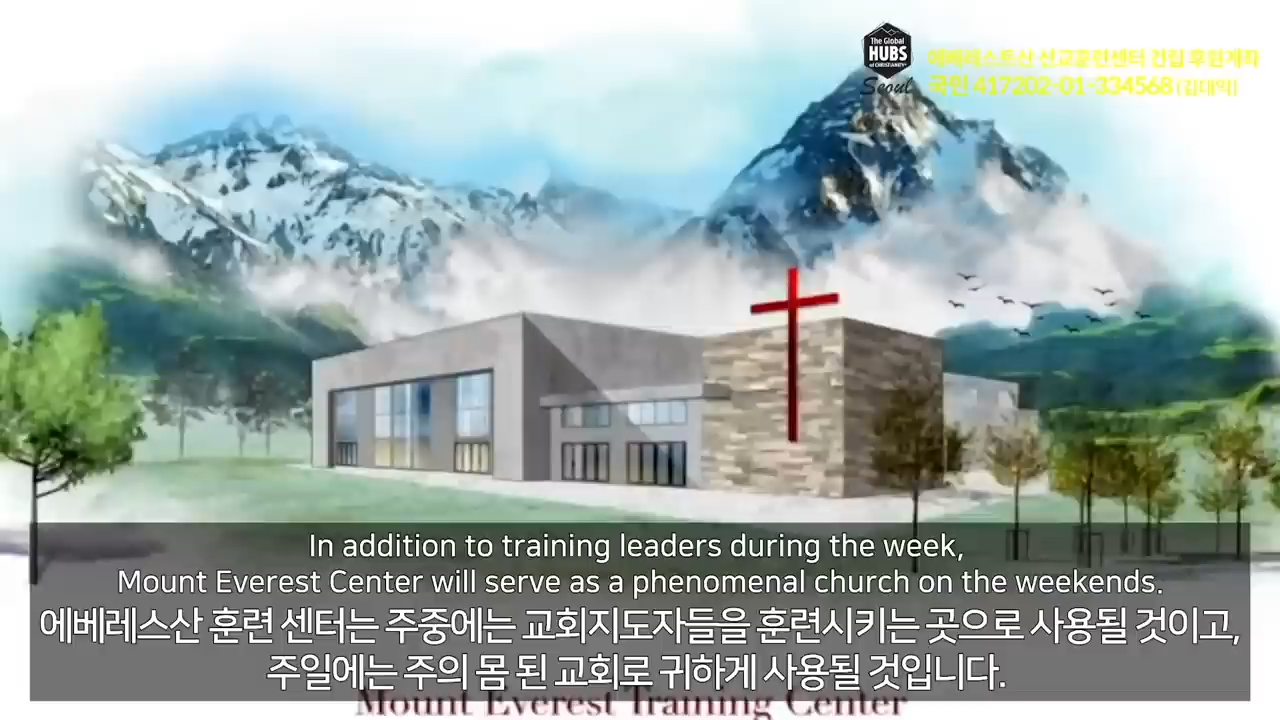 The Global
HUBS
of CHRISTIANITY
Seoul
에베레스트산 선교훈련센터 건립 후원계좌
국민 417202-01-334568 (김대익)
In addition to training leaders during the week,
Mount Everest Center will serve as a phenomenal church on the weekends.
에베레스산 훈련 센터는 주중에는 교회지도자들을 훈련시키는 곳으로 사용될 것이고,
주일에는 주의 몸 된 교회로 귀하게 사용될 것입니다.
Mount Everest Training Center